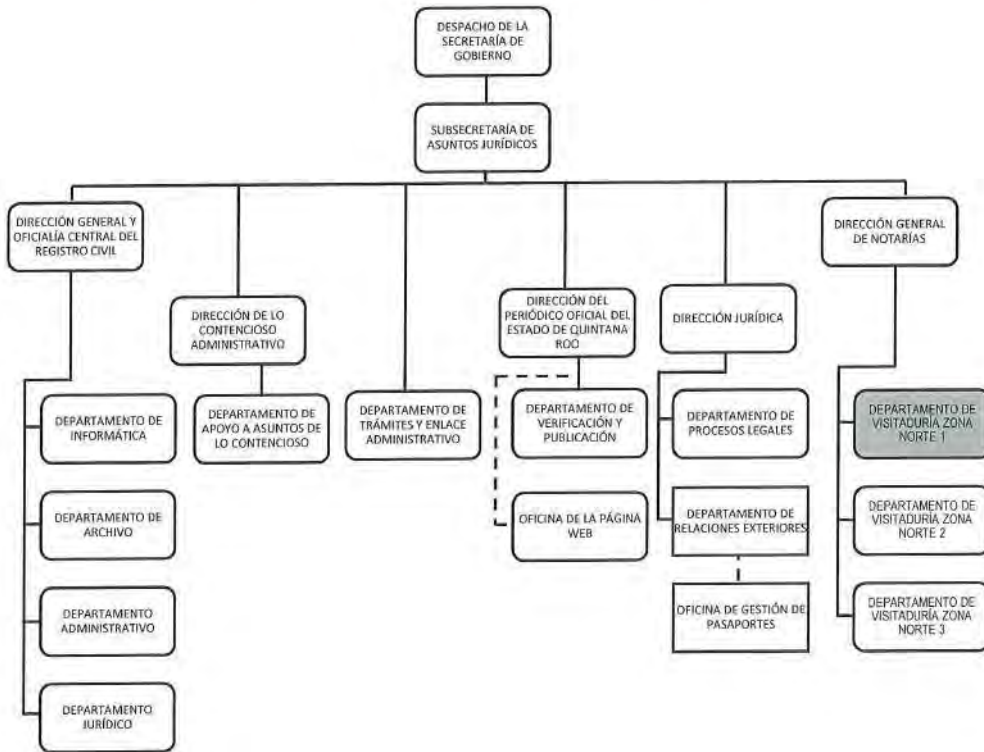 DESPACHO DE LA
SECRETARÍA DE
GOBIERNO
SUBSECRETARÍA DE
ASUNTOS JURÍDICOS
DIRECCIÓN GENERAL Y
OFICIALÍA CENTRAL DEL
REGISTRO CIVIL
DIRECCIÓN GENERAL
DE NOTARÍAS
DIRECCIÓN DE LO
CONTENCIOSO
ADMINISTRATIVO
DIRECCIÓN DEL
PERIÓDICO OFICIAL DEL
ESTADO DE QUINTANA
ROO
DIRECCIÓN JURÍDICA
DEPARTAMENTO DE
INFORMÁTICA
DEPARTAMENTO DE
APOYO A ASUNTOS DE
LO CONTENCIOSO
DEPARTAMENTO DE
TRÁMITES Y ENLACE
ADMINISTRATIVO
DEPARTAMENTO DE
VERIFICACIÓN Y
PUBLICACIÓN
DEPARTAMENTO DE
PROCESOS LEGALES
DEPARTAMENTO DE
VISITADURÍA ZONA
NORTE 1
DEPARTAMENTO DE
ARCHIVO
OFICINA DE LA PÁGINA
WEB
DEPARTAMENTO DE
RELACIONES EXTERIORES
DEPARTAMENTO DE
VISITADURÍA ZONA
NORTE 2
DEPARTAMENTO
ADMINISTRATIVO
OFICINA DE GESTIÓN DE
PASAPORTES
DEPARTAMENTO DE
VISITADURÍA ZONA
NORTE 3
DEPARTAMENTO
JURÍDICO